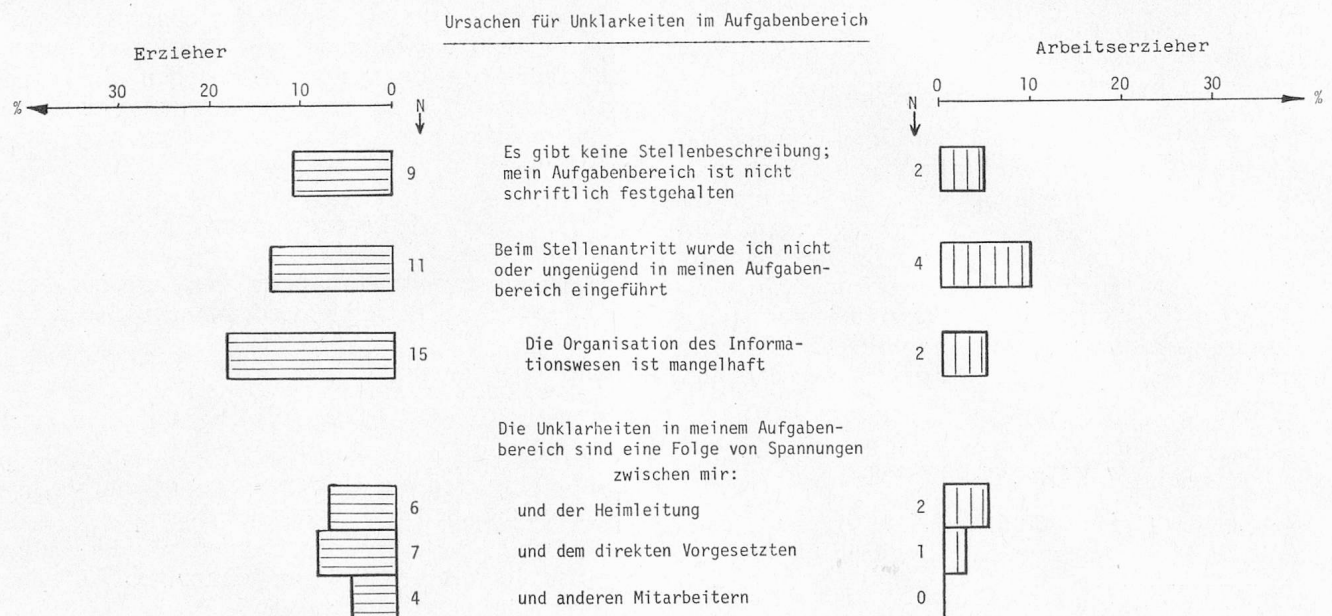 Ursachen für Unklarkeiten im Aufgabenbereich
Erzieher
Arbeitserzieher
% 30 20 10 0 N
N 0 10 20 30 %
9 Es gibt keine Stellenbeschreibung; 2
mein Aufgabenbereich ist nicht
schriftlich festgehalten
11 Beim Stellenantritt wurde ich nicht 4
oder ungenügend in meinen Aufgaben-
bereich eingeführt
15 Die Organisation des Informa- 2
tionswesen ist mangelhaft
Die Unklarheiten in meinem Aufgaben-
bereich sind eine Folge von Spannungen
zwischen mir:
6 und der Heimleitung 2
7 und dem direkten Vorgesetzten 1
4 und anderen Mitarbeitern 0